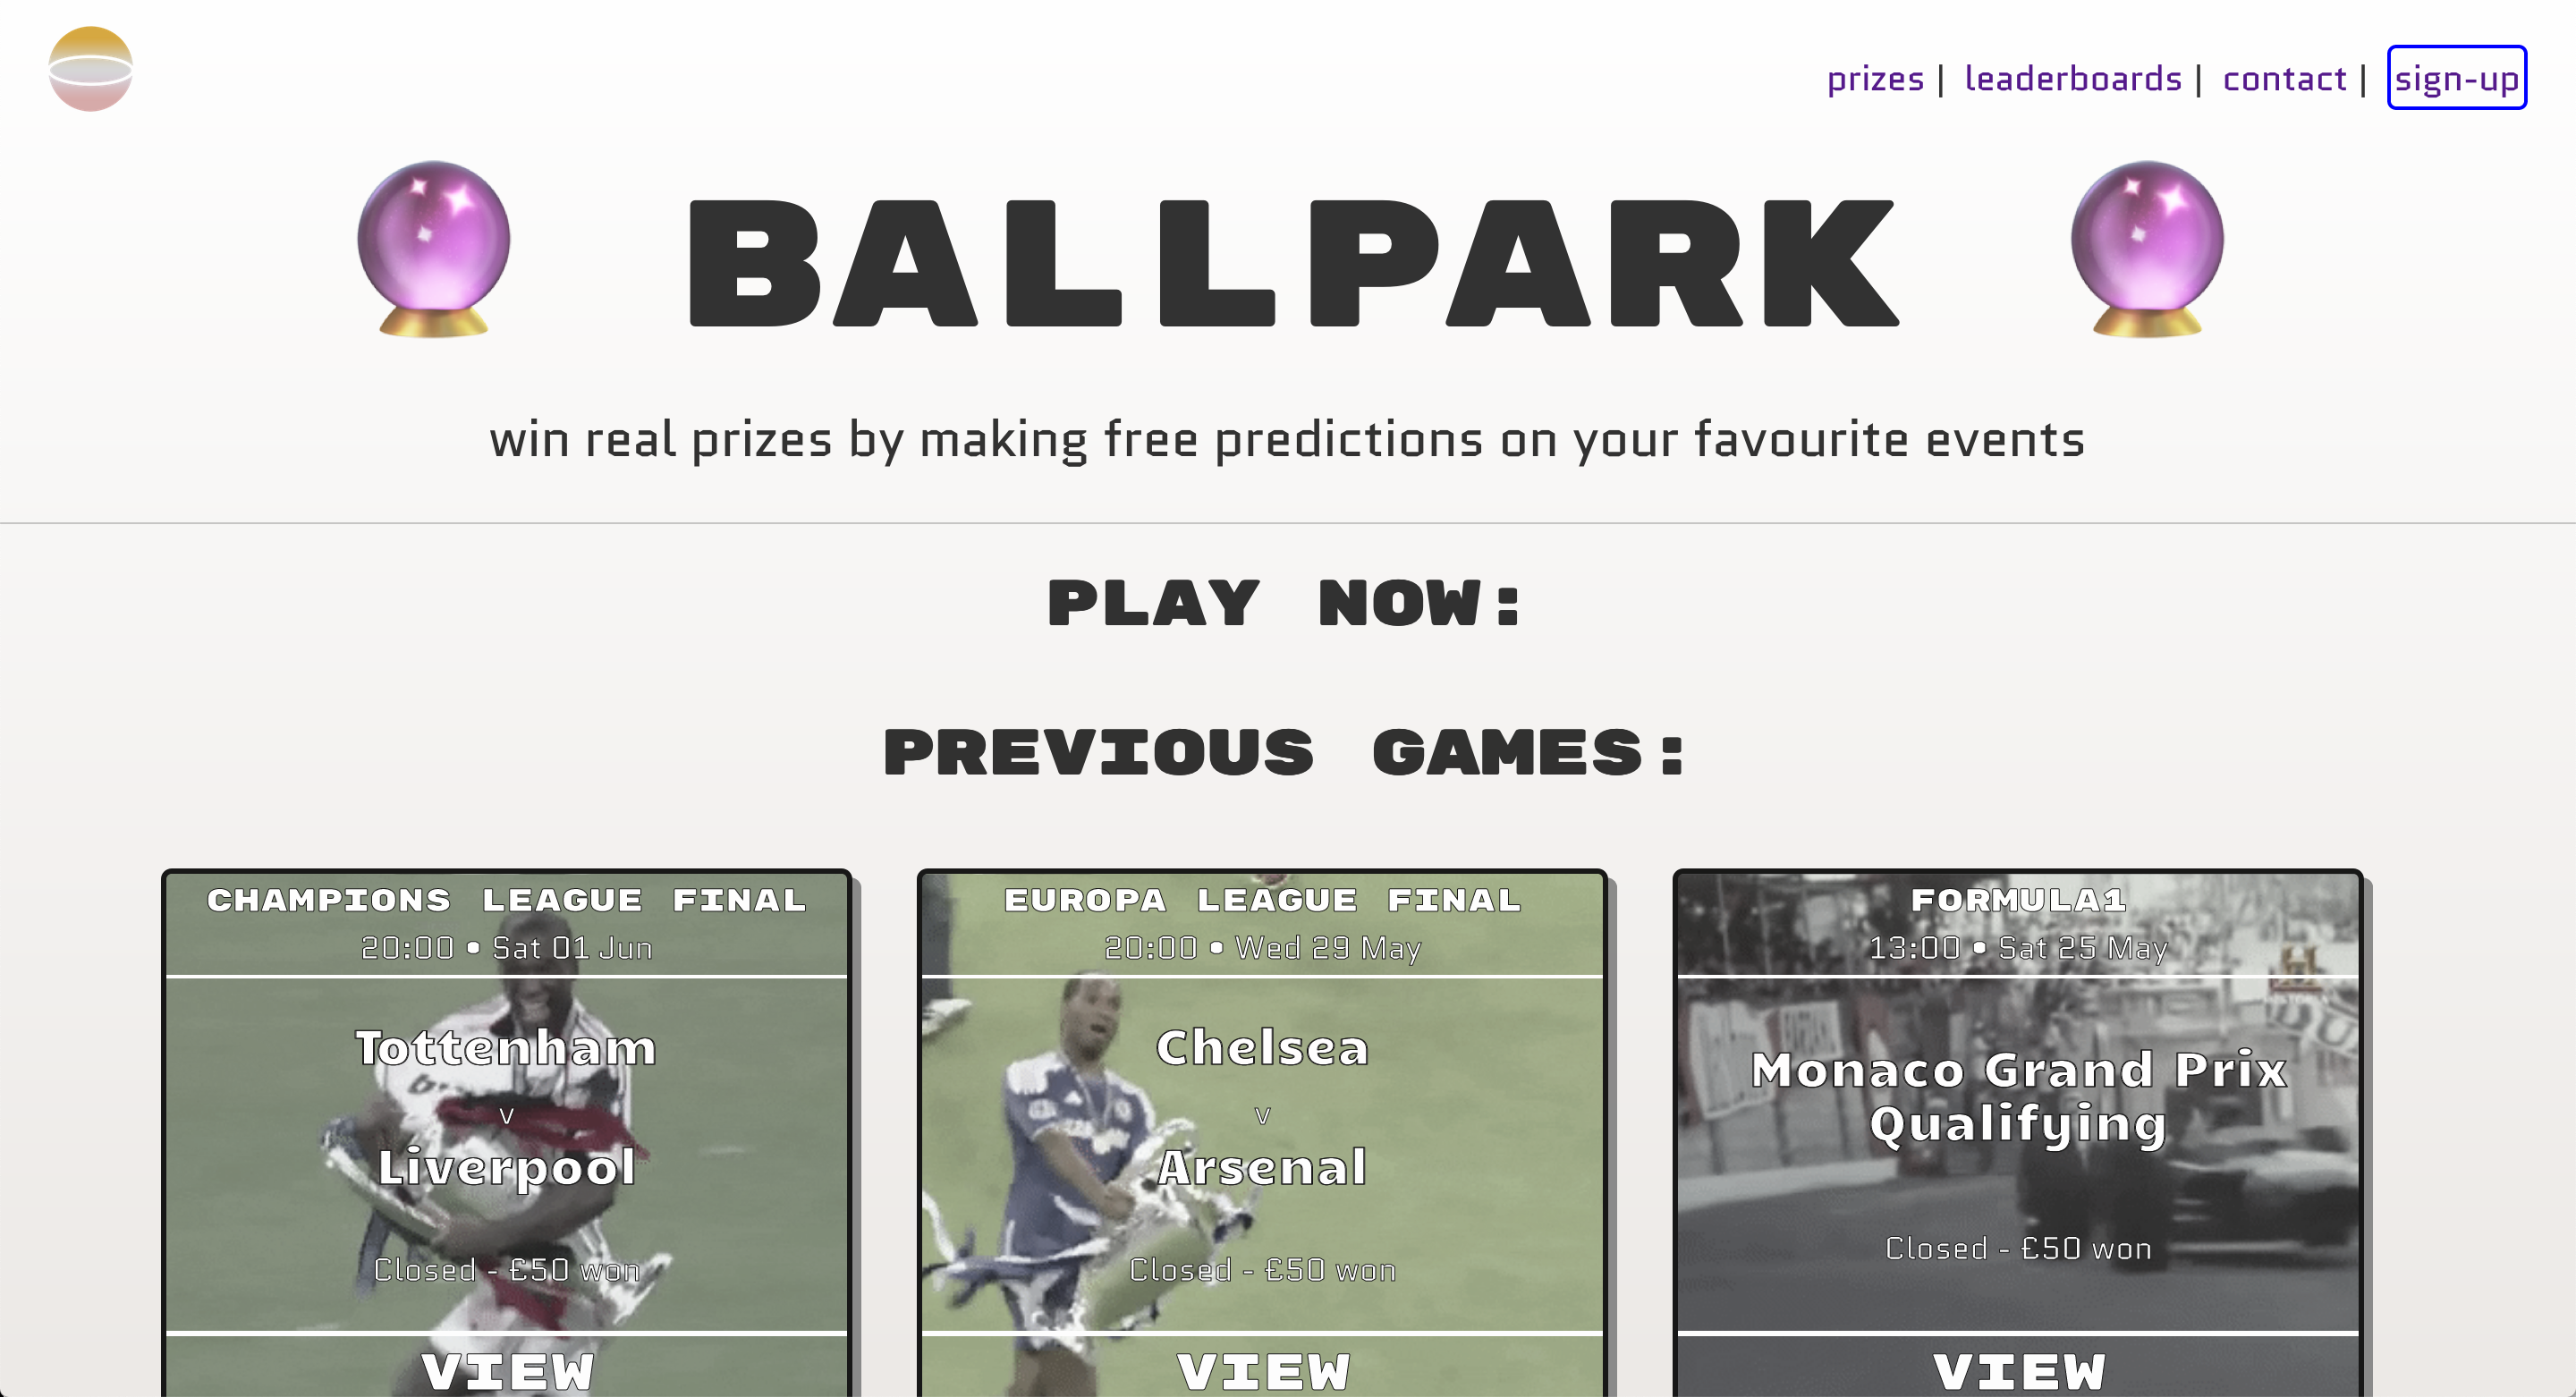 prizes | leaderboards | contact | sign-up
BALLPARK
win real prizes by making free predictions on your favourite events
PLAY NOW:
PREVIOUS GAMES:
CHAMPIONS LEAGUE FINAL
20:00 • Sat 01 Jun
Tottenham
v
Liverpool
Closed - £50 won
VIEW
EUROPA LEAGUE FINAL
20:00 • Wed 29 May
Chelsea
v
Arsenal
Closed - £50 won
VIEW
FORMULA1
13:00 • Sat 25 May
H
Monaco Grand Prix
Qualifying
Closed - £50 won
VIEW